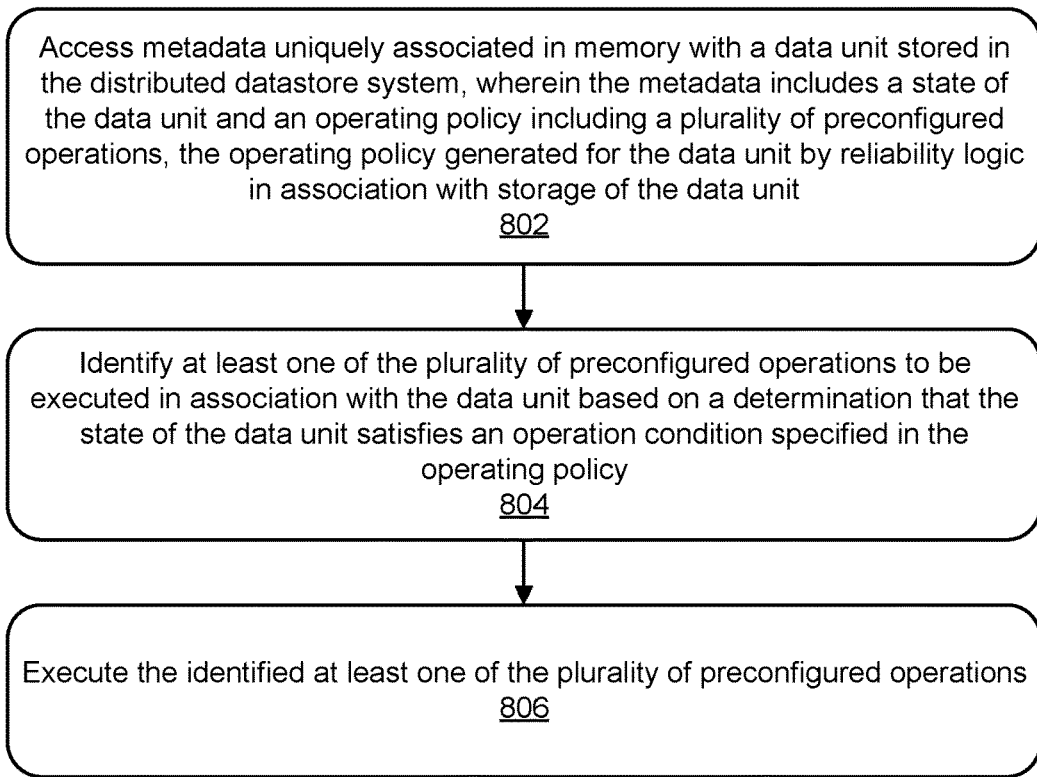 Access metadata uniquely associated in memory with a data unit stored in
the distributed datastore system, wherein the metadata includes a state of
the data unit and an operating policy including a plurality of preconfigured
operations, the operating policy generated for the data unit by reliability logic
in association with storage of the data unit
802
Identify at least one of the plurality of preconfigured operations to be
executed in association with the data unit based on a determination that the
state of the data unit satisfies an operation condition specified in the
operating policy
804
Execute the identified at least one of the plurality of preconfigured operations
806